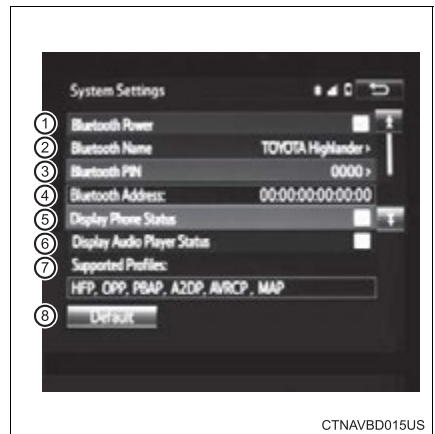 System Settings
1 Bluetooth Power
2 Bluetooth Name TOYOTA Highlander >
3 Bluetooth PIN 0000 >
4 Bluetooth Address: 00:00:00:00:00:00
5 Display Phone Status
6 Display Audio Player Status
7 Supported Profiles:
HFP, OPP, PBAP, A2DP, AVRCP , MAP
8 Default
CTNAVBD015US